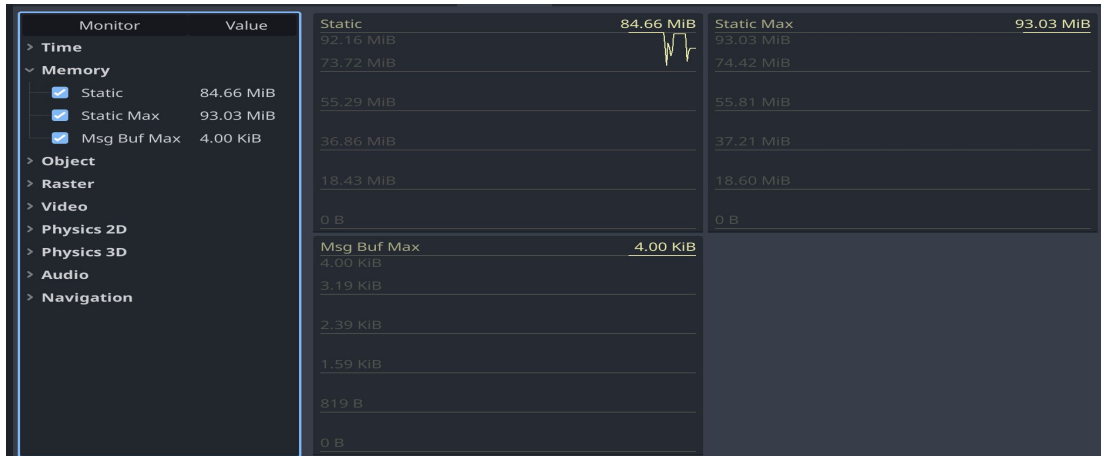 Monitor Value
Time
Memory
Static 84.66 MiB
Static Max 93.03 MiB
Msg Buf Max 4.00 KiB
Object
Raster
Video
Physics 2D
Physics 3D
Audio
Navigation
Static 84.66 MiB
92.16 MiB
73.72 MiB
55.29 MiB
36.86 MiB
18.43 MiB
0 B
Static Max 93.03 MiB
93.03 MiB
74.42 MiB
55.81 MiB
37.21 MiB
18.60 MiB
0 B
Msg Buf Max 4.00 KiB
4.00 KiB
3.19 KiB
2.39 KiB
1.59 KiB
819 B
0 B